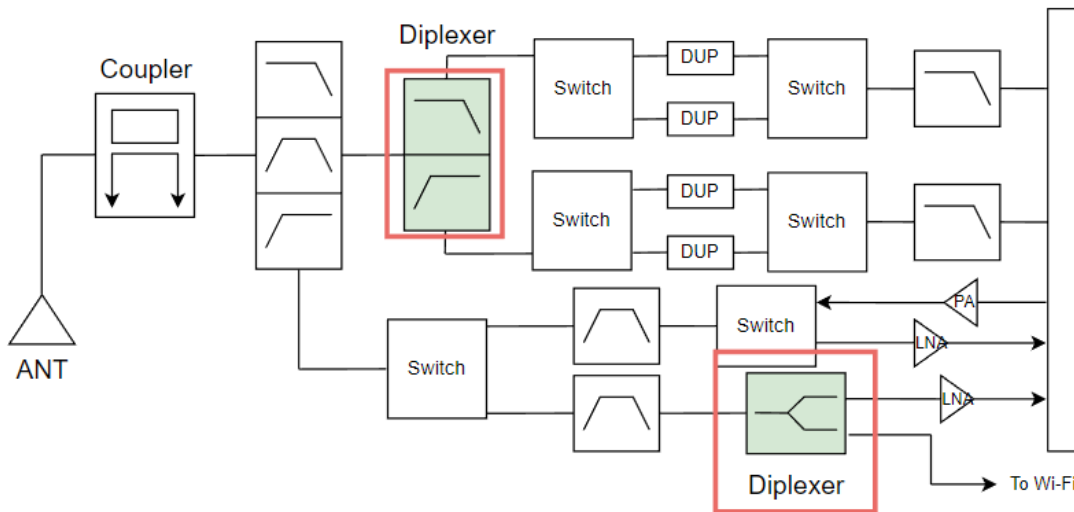 Diplexer
Coupler
Switch
DUP
Switch
DUP
Switch
DUP
Switch
DUP
ANT
Switch
Switch
PA
LNA
LNA
Diplexer
To Wi-Fi